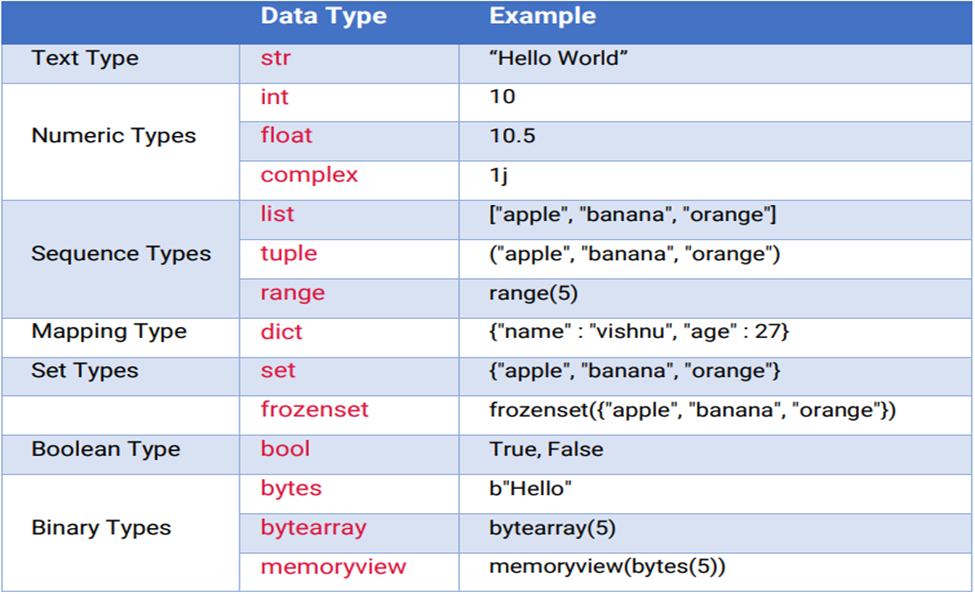 Data Type Example
Text Type str “Hello World”
int 10
Numeric Types float 10.5
complex 1j
list ["apple", "banana", "orange"]
Sequence Types tuple ("apple", "banana", "orange")
range range(5)
Mapping Type dict {"name" : "vishnu", "age" : 27}
Set Types set {"apple", "banana", "orange"}
frozenset frozenset({"apple", "banana", "orange"})
Boolean Type bool True, False
bytes b"Hello"
Binary Types bytearray bytearray(5)
memoryview memoryview(bytes(5))